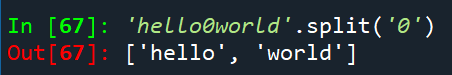 In [67]: 'hello0world'.split('0')
Out[67]: ['hello', 'world']